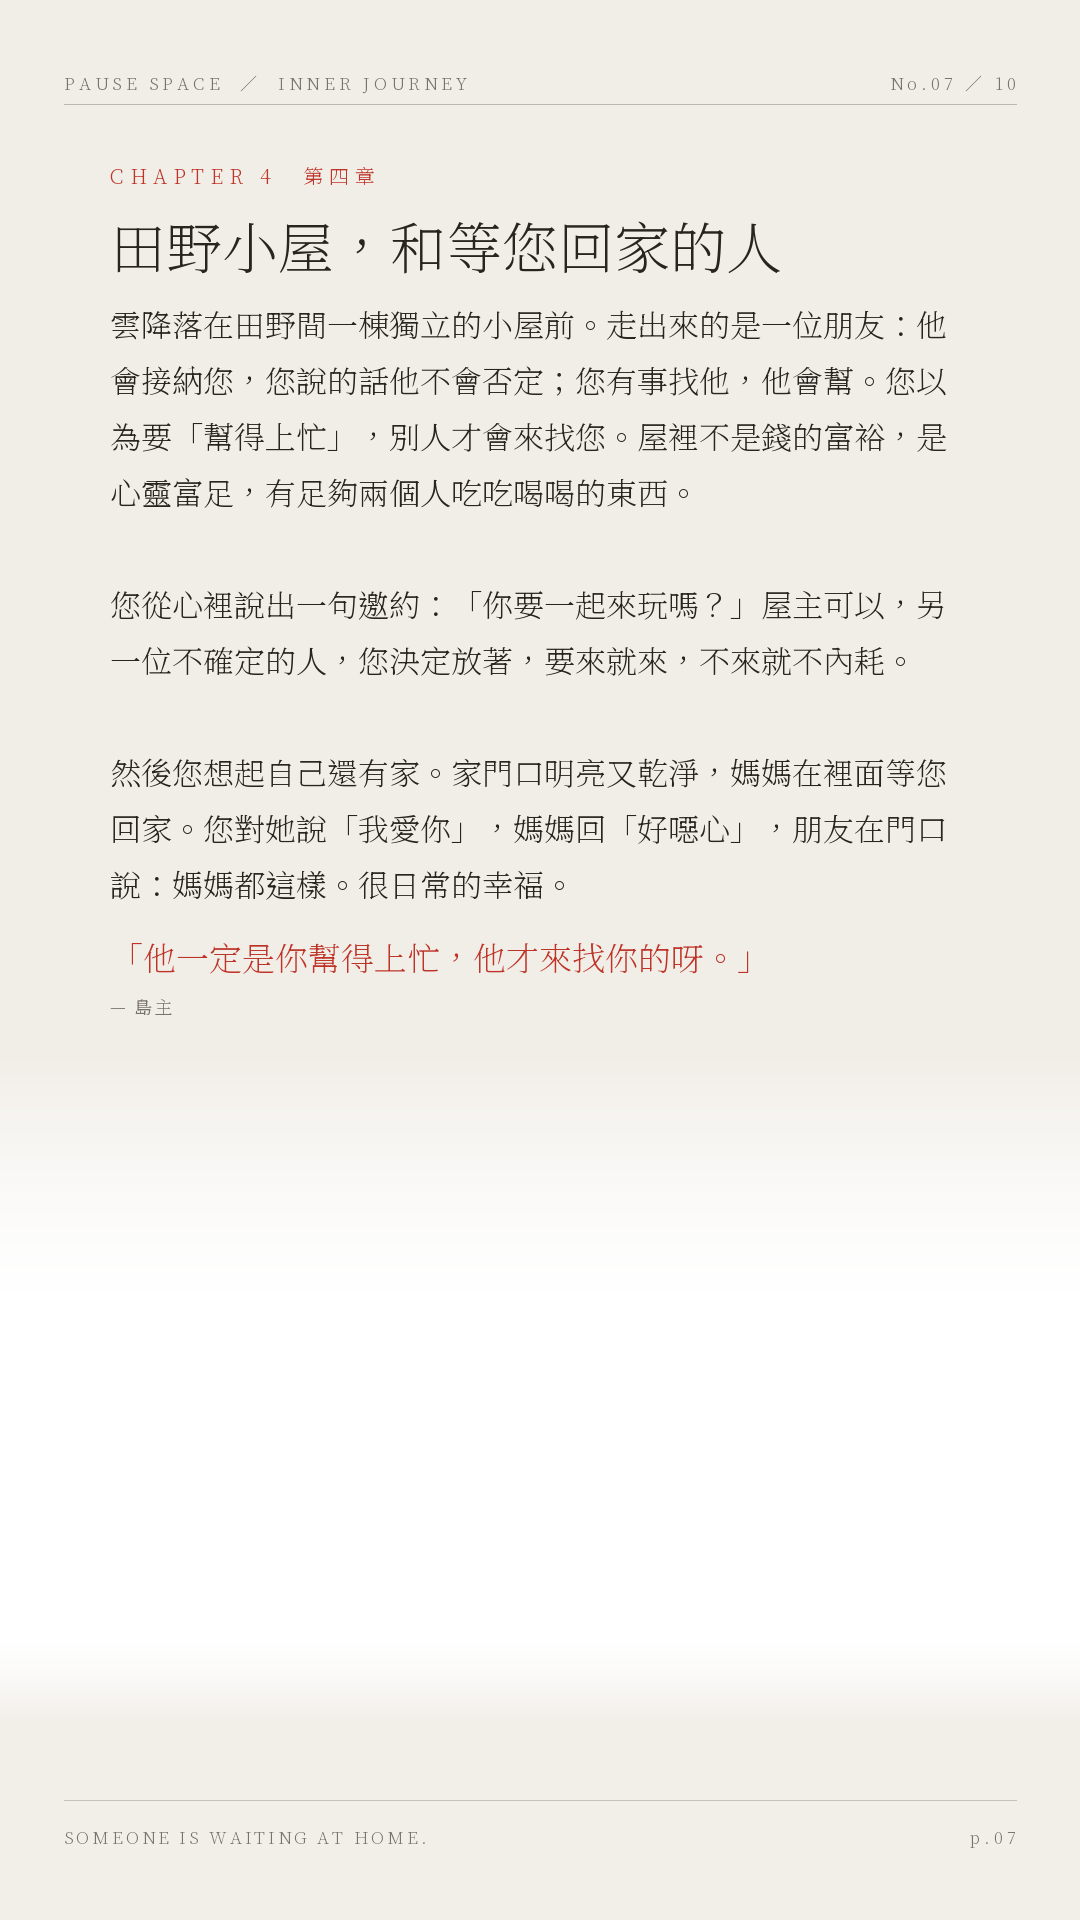 PAUSE SPACE ／ INNER JOURNEY
No.07 ／ 10
CHAPTER 4　第四章
田野小屋，和等您回家的人
雲降落在田野間一棟獨立的小屋前。走出來的是一位朋友：他
會接納您，您說的話他不會否定；您有事找他，他會幫。您以
為要「幫得上忙」，別人才會來找您。屋裡不是錢的富裕，是
心靈富足，有足夠兩個人吃吃喝喝的東西。
您從心裡說出一句邀約：「你要一起來玩嗎？」屋主可以，另
一位不確定的人，您決定放著，要來就來，不來就不內耗。
然後您想起自己還有家。家門口明亮又乾淨，媽媽在裡面等您
回家。您對她說「我愛你」，媽媽回「好噁心」，朋友在門口
說：媽媽都這樣。很日常的幸福。
「他一定是你幫得上忙，他才來找你的呀。」
— 島主
SOMEONE IS WAITING AT HOME.
p.07